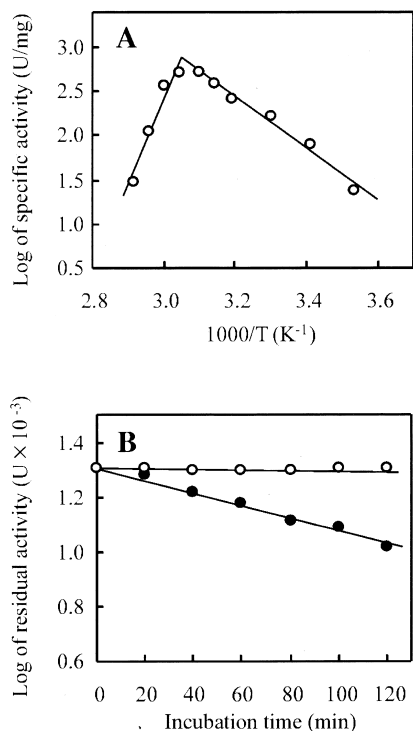 A
Log of specific activity (U/mg)
3.0
2.5
2.0
1.5
1.0
0.5
2.8 3.0 3.2 3.4 3.6
1000/T (K⁻¹)
B
Log of residual activity (U×10⁻³)
1.4
1.2
1.0
0.8
0.6
0 20 40 60 80 100 120
Incubation time (min)